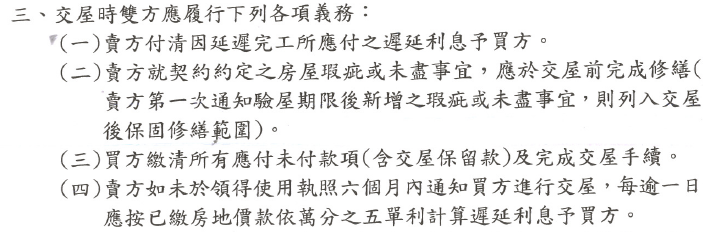 三、交屋時雙方應履行下列各項義務：
(一)賣方付清因延遲完工所應付之遲延利息予買方。
(二)賣方就契約約定之房屋瑕疵或未盡事宜，應於交屋前完成修繕(
賣方第一次通知驗屋期限後新增之瑕疵或未盡事宜，則列入交屋
後保固修繕範圍)。
(三)買方繳清所有應付未付款項(含交屋保留款)及完成交屋手續。
(四)賣方如未於領得使用執照六個月內通知買方進行交屋，每逾一日
應按已繳房地價款依萬分之五單利計算遲延利息予買方。